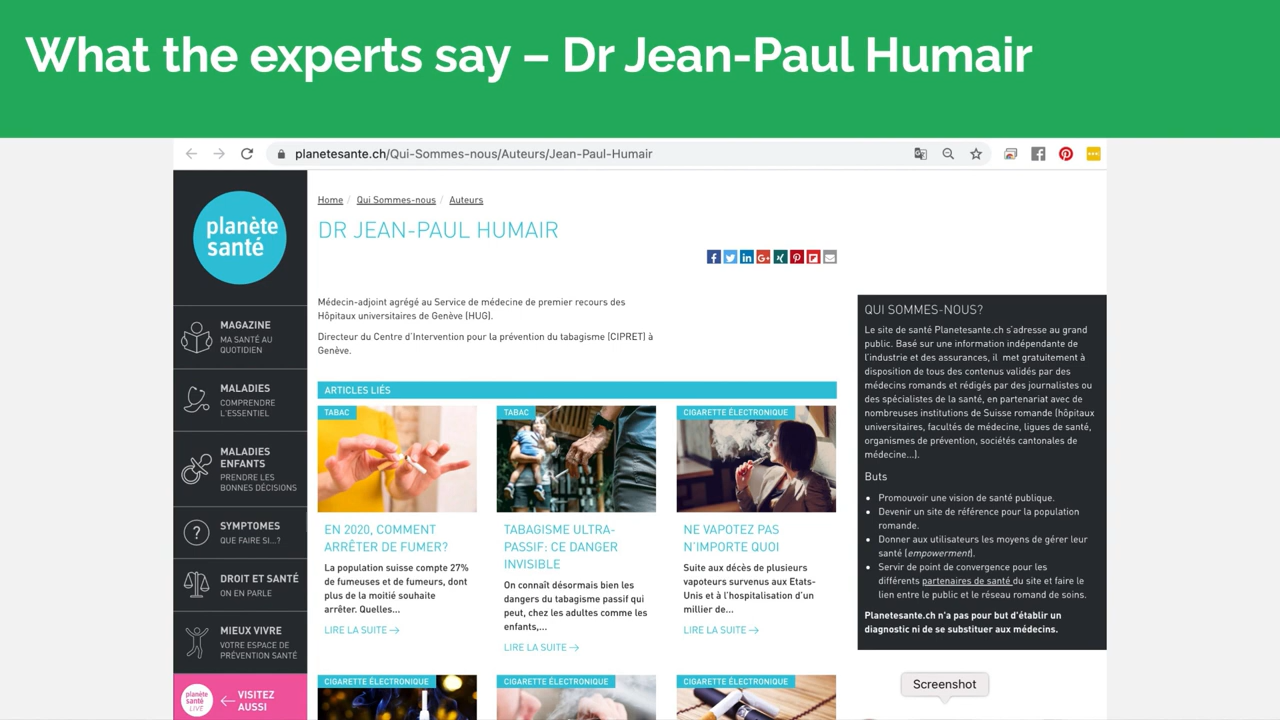 What the experts say – Dr Jean-Paul Humair
planetesante.ch/Qui-Sommes-nous/Auteurs/Jean-Paul-Humair
planète
santé
MAGAZINE
MA SANTÉ AU
QUOTIDIEN
MALADIES
COMPRENDRE
L'ESSENTIEL
MALADIES
ENFANTS
PRENDRE LES
BONNES DÉCISIONS
SYMPTOMES
QUE FAIRE SI...?
DROIT ET SANTÉ
ON EN PARLE
MIEUX VIVRE
VOTRE ESPACE DE
PRÉVENTION SANTÉ
planète
santé
LIVE
VISITEZ
AUSSI
Home / Qui Sommes-nous / Auteurs
DR JEAN-PAUL HUMAIR
Médecin-adjoint agrégé au Service de médecine de premier recours des
Hôpitaux universitaires de Genève (HUG).
Directeur du Centre d'Intervention pour la prévention du tabagisme (CIPRET) à
Genève.
ARTICLES LIÉS
TABAC
EN 2020, COMMENT
ARRÊTER DE FUMER?
La population suisse compte 27%
de fumeuses et de fumeurs, dont
plus de la moitié souhaite
arrêter. Quelles...
LIRE LA SUITE →
TABAC
TABAGISME ULTRA-
PASSIF: CE DANGER
INVISIBLE
On connaît désormais bien les
dangers du tabagisme passif qui
peut, chez les adultes comme les
enfants,...
LIRE LA SUITE →
CIGARETTE ÉLECTRONIQUE
NE VAPOTEZ PAS
N'IMPORTE QUOI
Suite aux décès de plusieurs
vapoteurs survenus aux Etats-
Unis et à l'hospitalisation d'un
millier de...
LIRE LA SUITE →
CIGARETTE ÉLECTRONIQUE
CIGARETTE ÉLECTRONIQUE
CIGARETTE ÉLECTRONIQUE
QUI SOMMES-NOUS?
Le site de santé Planetesante.ch s'adresse au grand
public. Basé sur une information indépendante de
l'industrie et des assurances, il met gratuitement à
disposition de tous des contenus validés par des
médecins romands et rédigés par des journalistes ou
des spécialistes de la santé, en partenariat avec de
nombreuses institutions de Suisse romande (hôpitaux
universitaires, facultés de médecine, ligues de santé,
organismes de prévention, sociétés cantonales de
médecine...).
Buts
• Promouvoir une vision de santé publique.
• Devenir un site de référence pour la population
romande.
• Donner aux utilisateurs les moyens de gérer leur
santé (empowerment).
• Servir de point de convergence pour les
différents partenaires de santé du site et faire le
lien entre le public et le réseau romand de soins.
Planetesante.ch n'a pas pour but d'établir un
diagnostic ni de se substituer aux médecins.
Screenshot